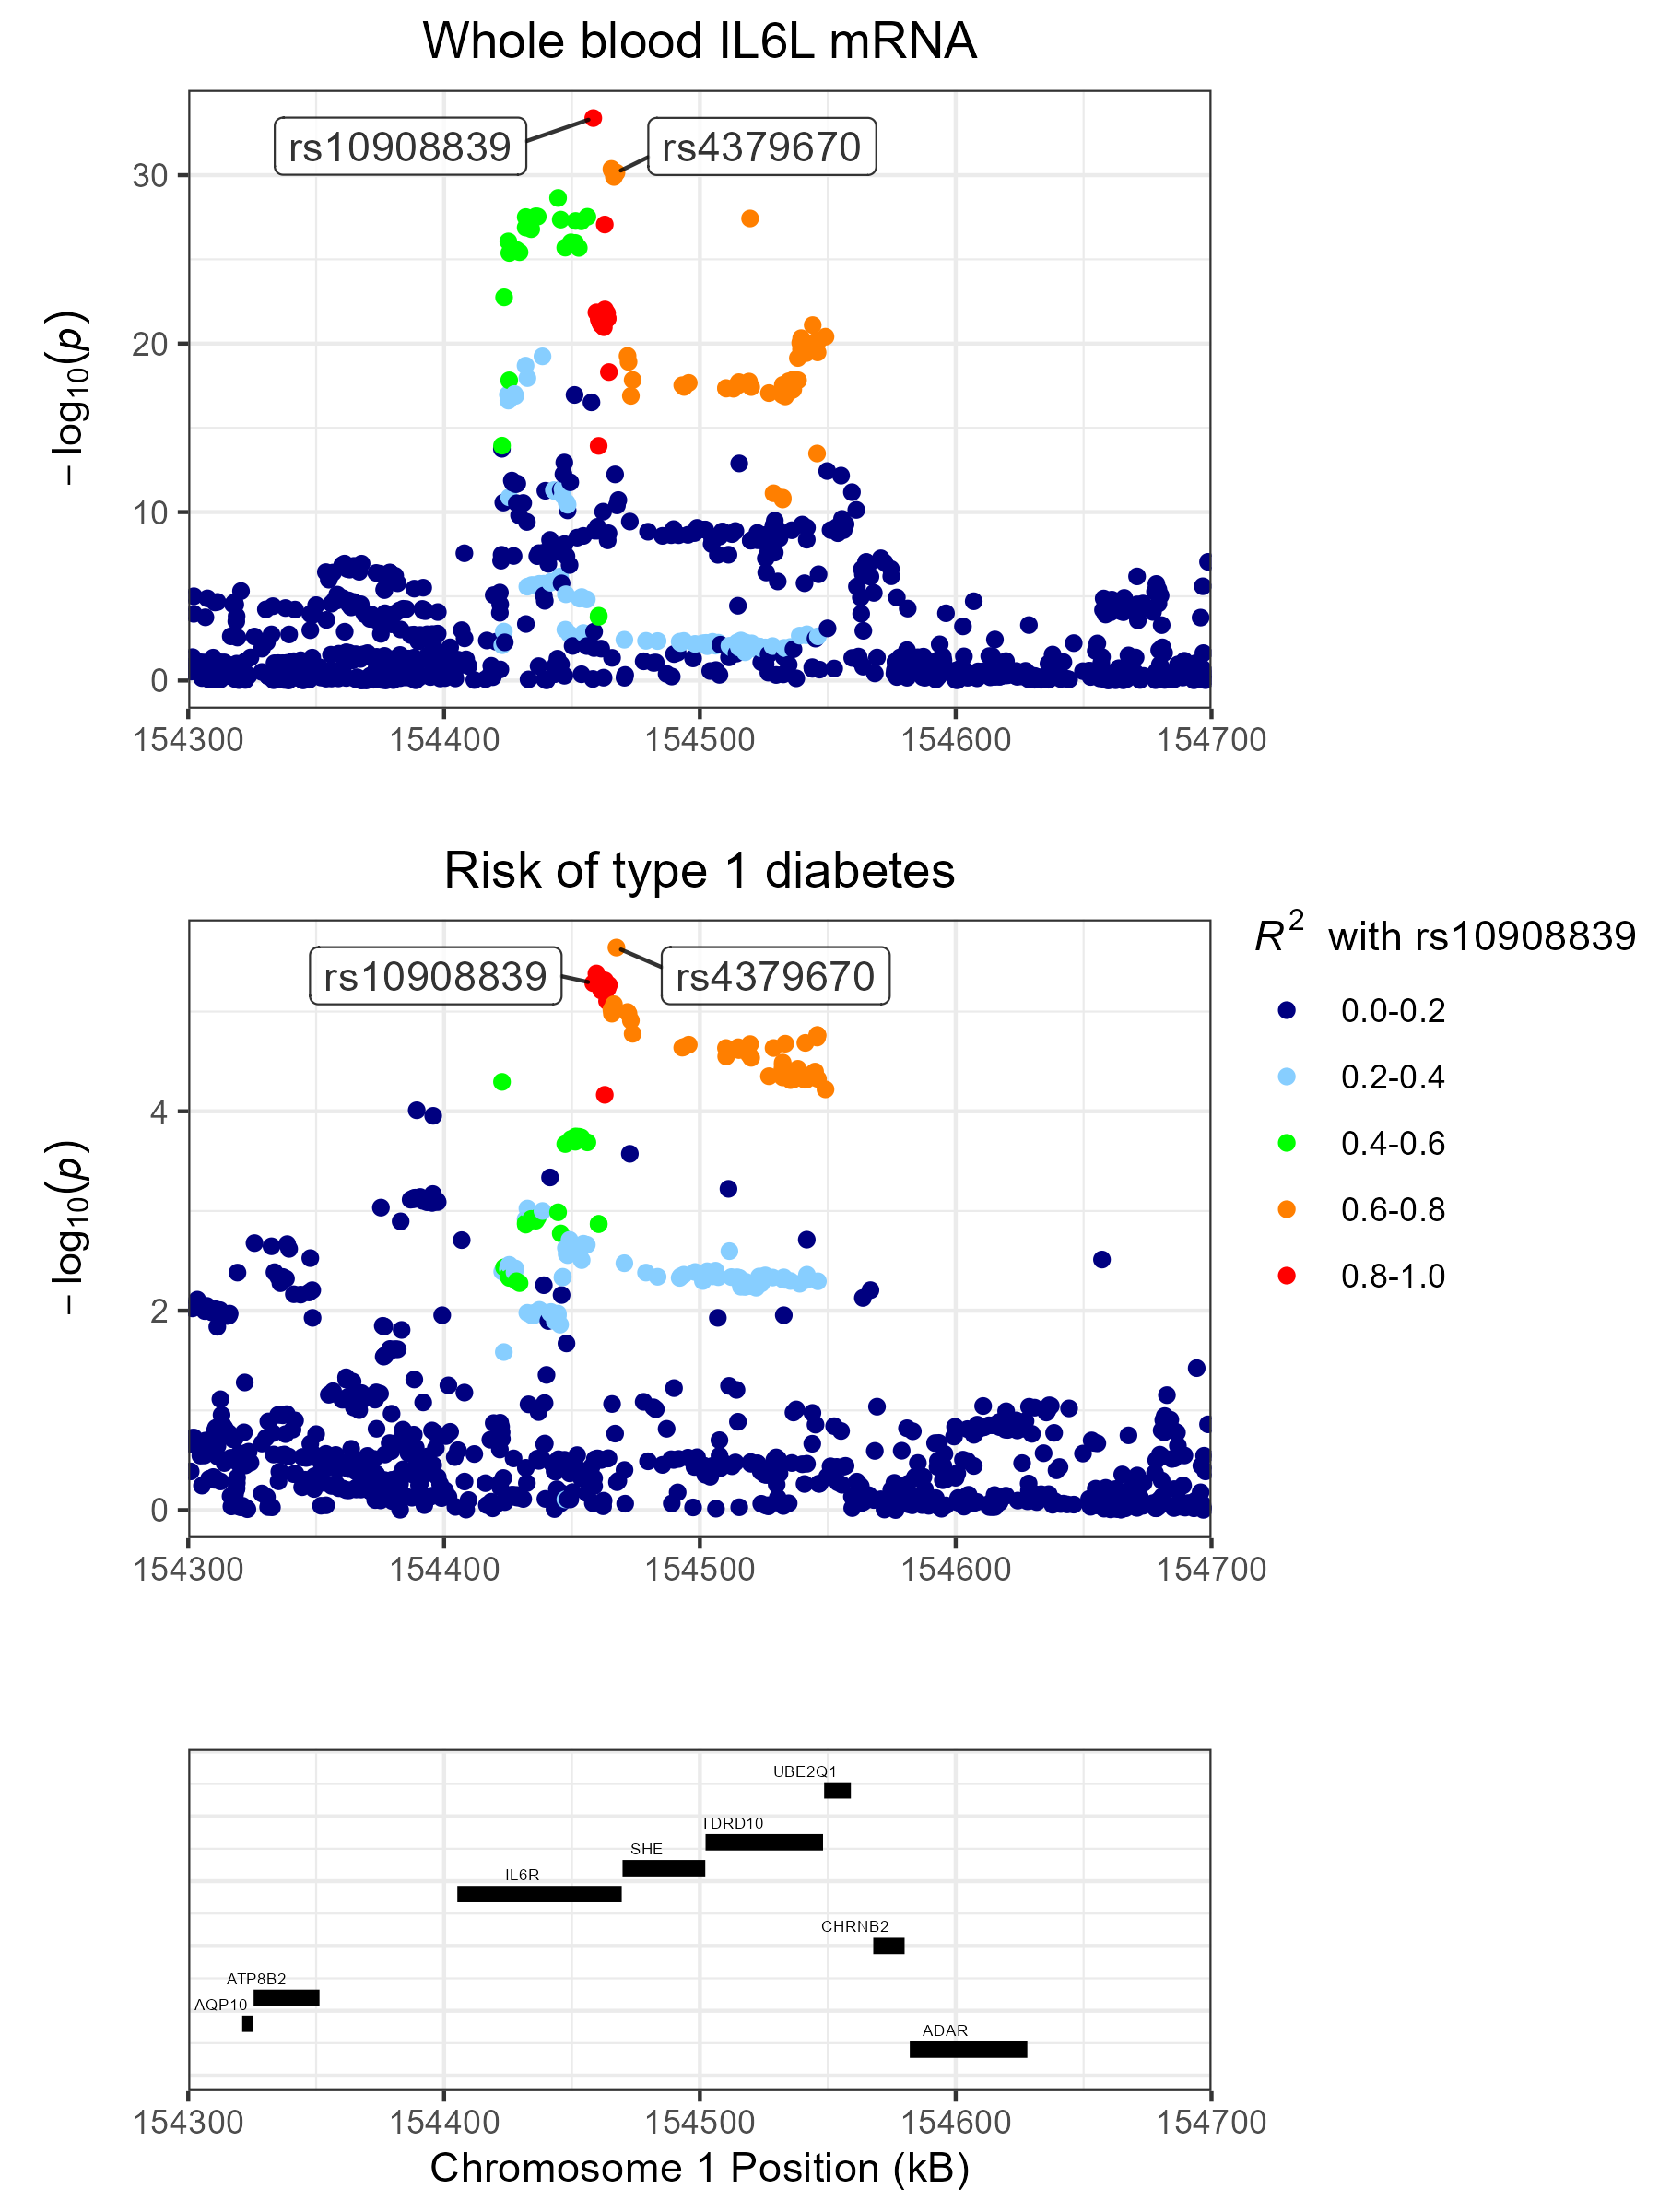 Whole blood IL6L mRNA
rs10908839
rs4379670
30
20
10
0
−log10(p)
154300 154400 154500 154600 154700
Risk of type 1 diabetes
rs10908839
rs4379670
4
2
0
−log10(p)
154300 154400 154500 154600 154700
R2 with rs10908839
0.0-0.2
0.2-0.4
0.4-0.6
0.6-0.8
0.8-1.0
UBE2Q1
TDRD10
SHE
IL6R
CHRNB2
ATP8B2
AQP10
ADAR
154300 154400 154500 154600 154700
Chromosome 1 Position (kB)